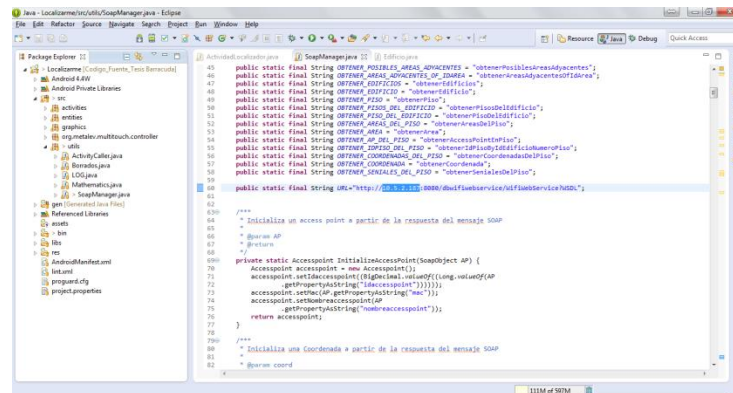 Java - Localizarme/src/utils/SoapManager.java - Eclipse
File Edit Refactor Source Navigate Search Project Run Window Help
Resource Java Debug Quick Access
Package Explorer
Localizarme [Codigo_Fuente_Tesis Barracuda]
Android 4.4W
Android Private Libraries
src
activities
entities
graphics
org.metalev.multitouch.controller
utils
ActivityCaller.java
Borrados.java
LOG.java
Mathematics.java
SoapManager.java
gen [Generated Java Files]
Referenced Libraries
assets
bin
libs
res
AndroidManifest.xml
lint.xml
proguard.cfg
project.properties
ActividadLocalizador.java SoapManager.java Edificio.java
45 public static final String OBTENER_POSIBLES_AREAS_ADYACENTES = "obtenerPosiblesAreasAdyacentes";
46 public static final String OBTENER_AREAS_ADYACENTES_OF_IDAREA = "obtenerAreasAdyacentesOfIdArea";
47 public static final String OBTENER_EDIFICIOS = "obtenerEdificios";
48 public static final String OBTENER_EDIFICIO = "obtenerEdificio";
49 public static final String OBTENER_PISO = "obtenerPiso";
50 public static final String OBTENER_PISOS_DEL_EDIFICIO = "obtenerPisosDelEdificio";
51 public static final String OBTENER_PISO_DEL_EDIFICIO = "obtenerPisoDelEdificio";
52 public static final String OBTENER_AREAS_DEL_PISO = "obtenerAreasDelPiso";
53 public static final String OBTENER_AREA = "obtenerArea";
54 public static final String OBTENER_AP_DEL_PISO = "obtenerAccessPointEnPiso";
55 public static final String OBTENER_IDPISO_DEL_PISO = "obtenerIdPisoByIdEdificioNumeroPiso";
56 public static final String OBTENER_COORDENADAS_DEL_PISO = "obtenerCoordenadasDelPiso";
57 public static final String OBTENER_COORDENADA = "obtenerCoordenada";
58 public static final String OBTENER_SENIALES_DEL_PISO = "obtenerSenialesDelPiso";
59
60 public static final String URL="http://10.5.2.187:8080/dbwifiwebservice/WifiWebService?WSDL";
61
62
63 /***
64 * Inicializa un access point a partir de la respuesta del mensaje SOAP
65 *
66 * @param AP
67 * @return
68 */
69 private static Accesspoint InitializeAccessPoint(SoapObject AP) {
70 Accesspoint accesspoint = new Accesspoint();
71 accesspoint.setIdaccesspoint((BigDecimal.valueOf((Long.valueOf(AP
72 .getPropertyAsString("idaccesspoint"))))));
73 accesspoint.setMac(AP.getPropertyAsString("mac"));
74 accesspoint.setNombreaccesspoint(AP
75 .getPropertyAsString("nombreaccesspoint"));
76 return accesspoint;
77 }
78
79 /***
80 * Inicializa una Coordenada a partir de la respuesta del mensaje SOAP
81 *
82 * @param coord
111M of 597M